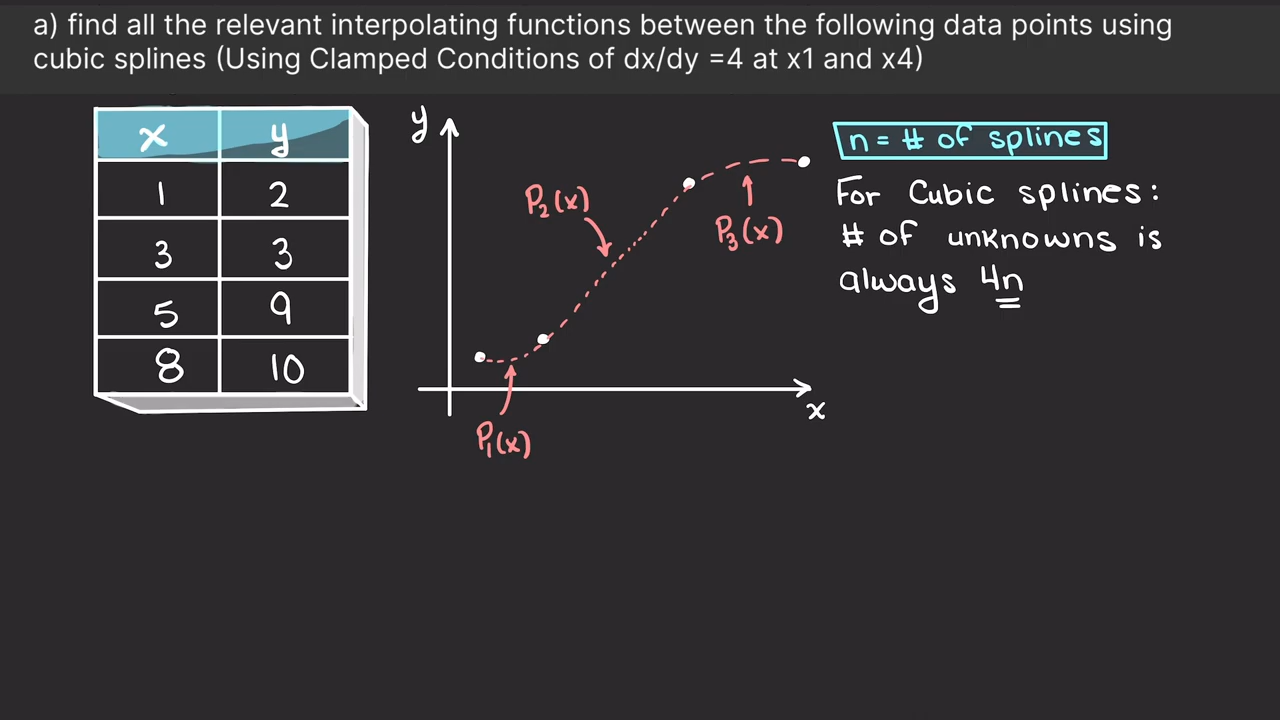 a) find all the relevant interpolating functions between the following data points using
cubic splines (Using Clamped Conditions of dx/dy =4 at x1 and x4)
x y
1 2
3 3
5 9
8 10
y
P₂(x)
P₃(x)
P₁(x)
x
n = # of splines
For Cubic splines:
# of unknowns is
always 4n